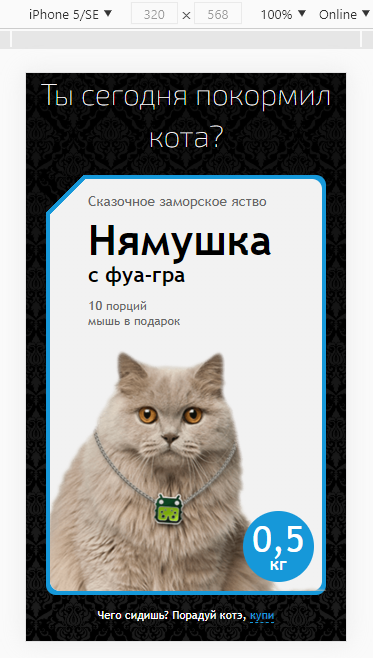 iPhone 5/SE ▼ 320 × 568 100% ▼ Online ▼
Ты сегодня покормил
кота?
Сказочное заморское яство
Нямушка
с фуа-гра
10 порций
мышь в подарок
0,5
кг
Чего сидишь? Порадуй котэ, купи